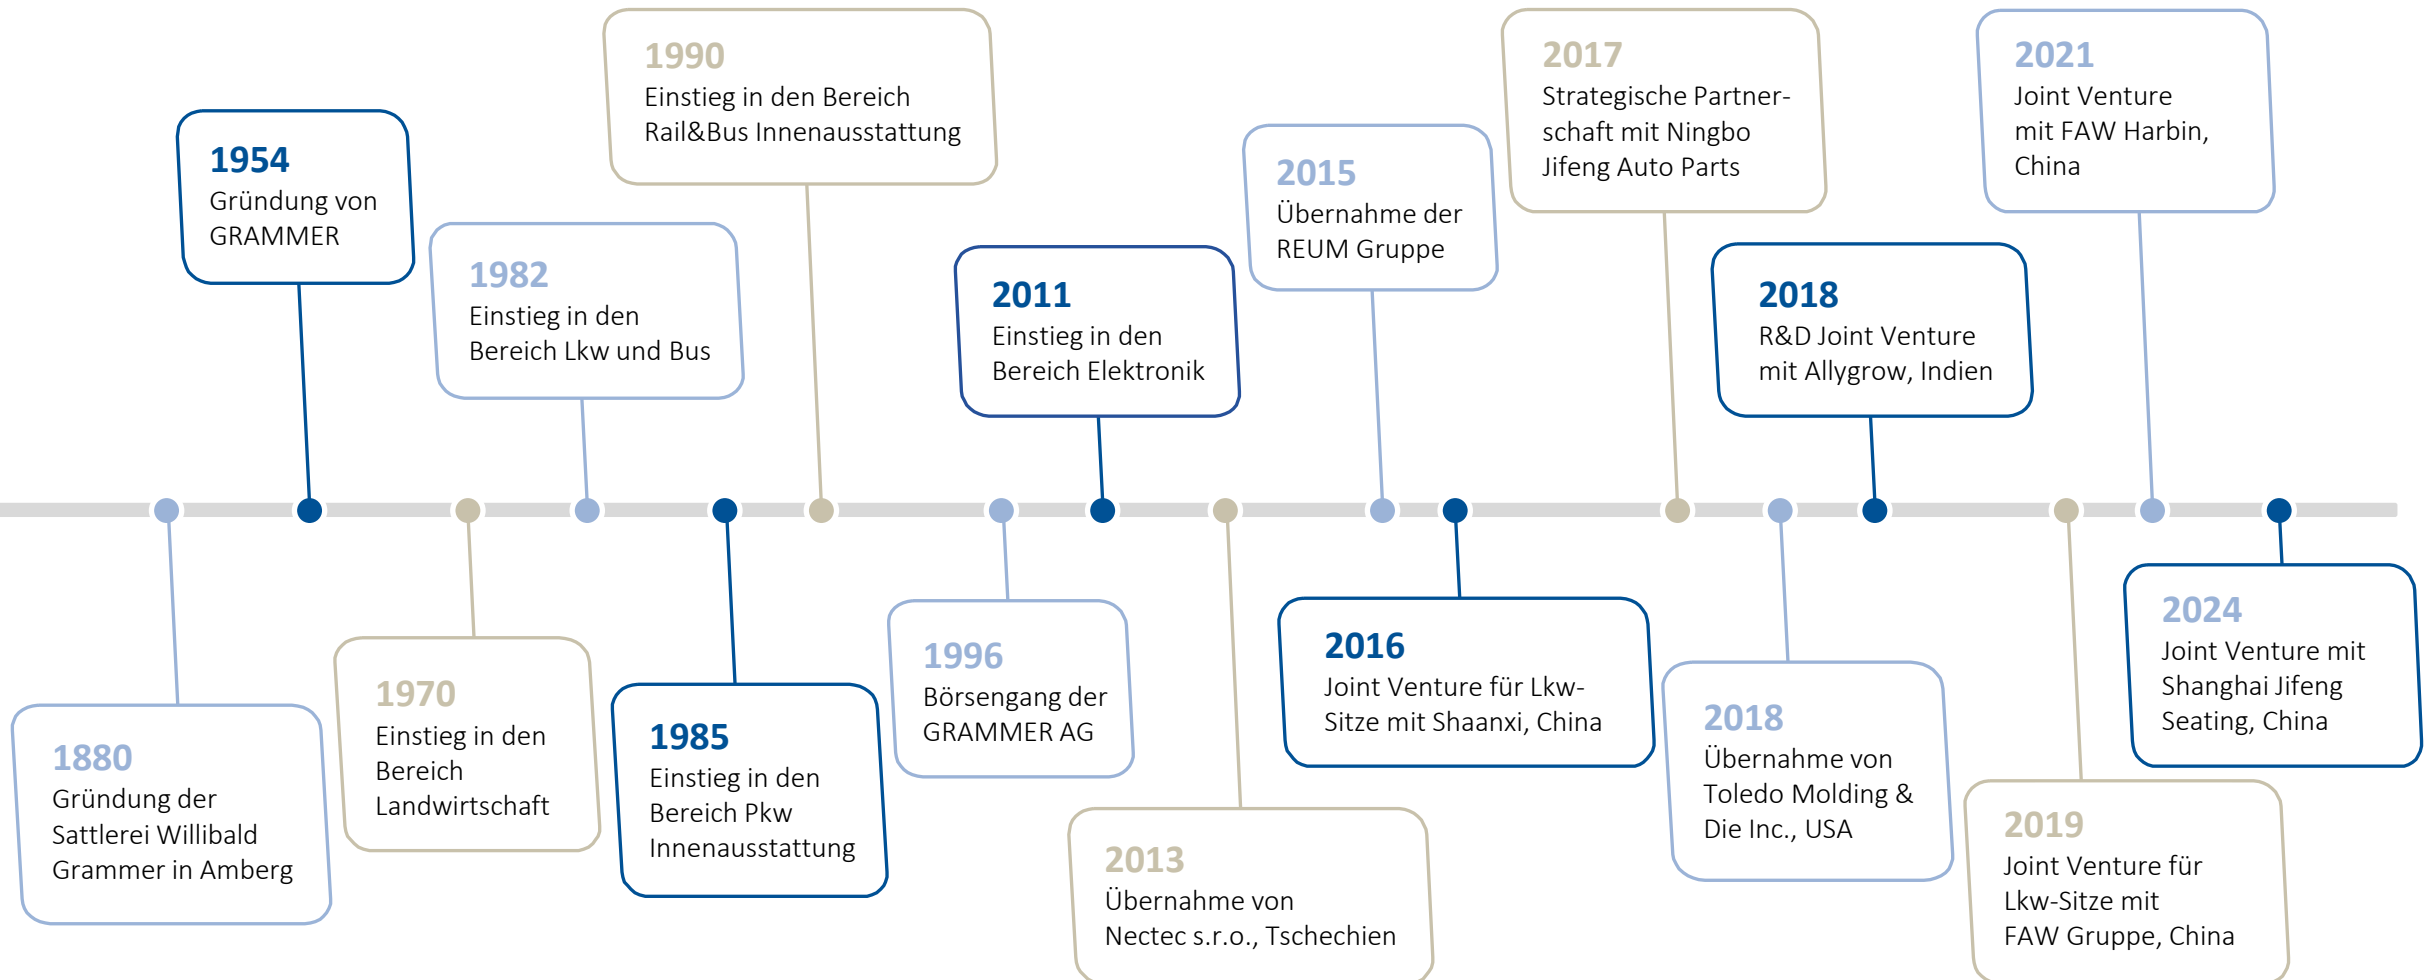 1880
Gründung der
Sattlerei Willibald
Grammer in Amberg
1954
Gründung von
GRAMMER
1970
Einstieg in den
Bereich
Landwirtschaft
1982
Einstieg in den
Bereich Lkw und Bus
1985
Einstieg in den
Bereich Pkw
Innenausstattung
1990
Einstieg in den Bereich
Rail&Bus Innenausstattung
1996
Börsengang der
GRAMMER AG
2011
Einstieg in den
Bereich Elektronik
2013
Übernahme von
Nectec s.r.o., Tschechien
2015
Übernahme der
REUM Gruppe
2016
Joint Venture für Lkw-
Sitze mit Shaanxi, China
2017
Strategische Partner-
schaft mit Ningbo
Jifeng Auto Parts
2018
Übernahme von
Toledo Molding &
Die Inc., USA
2018
R&D Joint Venture
mit Allygrow, Indien
2019
Joint Venture für
Lkw-Sitze mit
FAW Gruppe, China
2021
Joint Venture
mit FAW Harbin,
China
2024
Joint Venture mit
Shanghai Jifeng
Seating, China